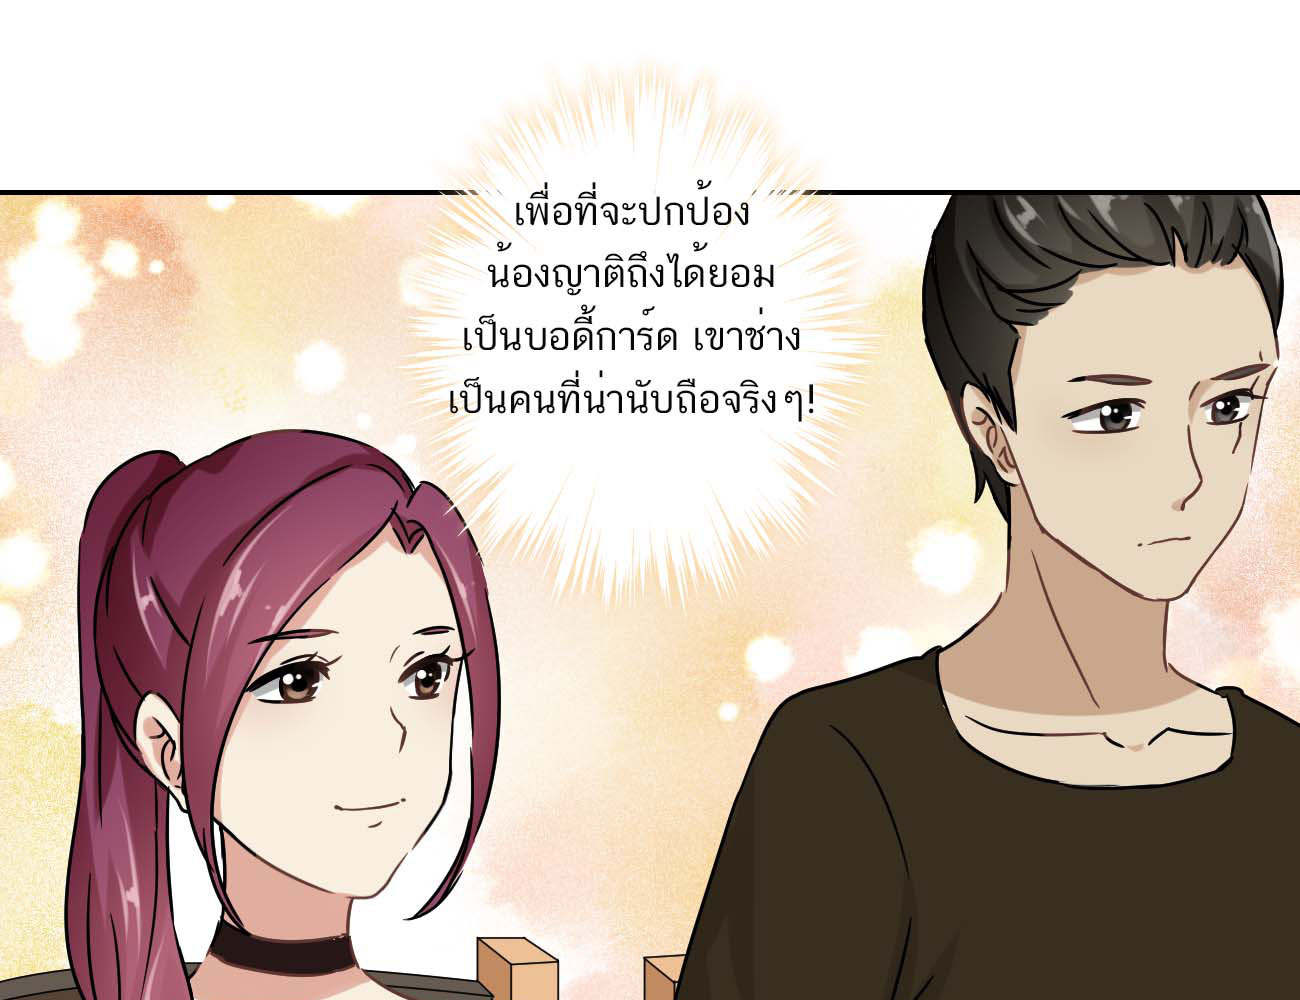 เพื่อที่จะปกป้อง
น้องญาติถึงได้ยอม
เป็นบอดี้การ์ด เขาช่าง
เป็นคนที่น่านับถือจริงๆ!